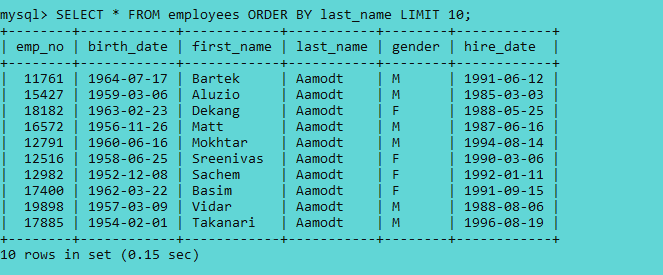 mysql> SELECT * FROM employees ORDER BY last_name LIMIT 10;
+--------+------------+------------+-----------+--------+------------+
| emp_no | birth_date | first_name | last_name | gender | hire_date  |
+--------+------------+------------+-----------+--------+------------+
|  11761 | 1964-07-17 | Bartek     | Aamodt    | M      | 1991-06-12 |
|  15427 | 1959-03-06 | Aluzio     | Aamodt    | M      | 1985-03-03 |
|  18182 | 1963-02-23 | Dekang     | Aamodt    | F      | 1988-05-25 |
|  16572 | 1956-11-26 | Matt       | Aamodt    | M      | 1987-06-16 |
|  12791 | 1960-06-16 | Mokhtar    | Aamodt    | M      | 1994-08-14 |
|  12516 | 1958-06-25 | Sreenivas  | Aamodt    | F      | 1990-03-06 |
|  12982 | 1952-12-08 | Sachem     | Aamodt    | F      | 1992-01-11 |
|  17400 | 1962-03-22 | Basim      | Aamodt    | F      | 1991-09-15 |
|  19898 | 1957-03-09 | Vidar      | Aamodt    | M      | 1988-08-06 |
|  17885 | 1954-02-01 | Takanari   | Aamodt    | M      | 1996-08-19 |
+--------+------------+------------+-----------+--------+------------+
10 rows in set (0.15 sec)